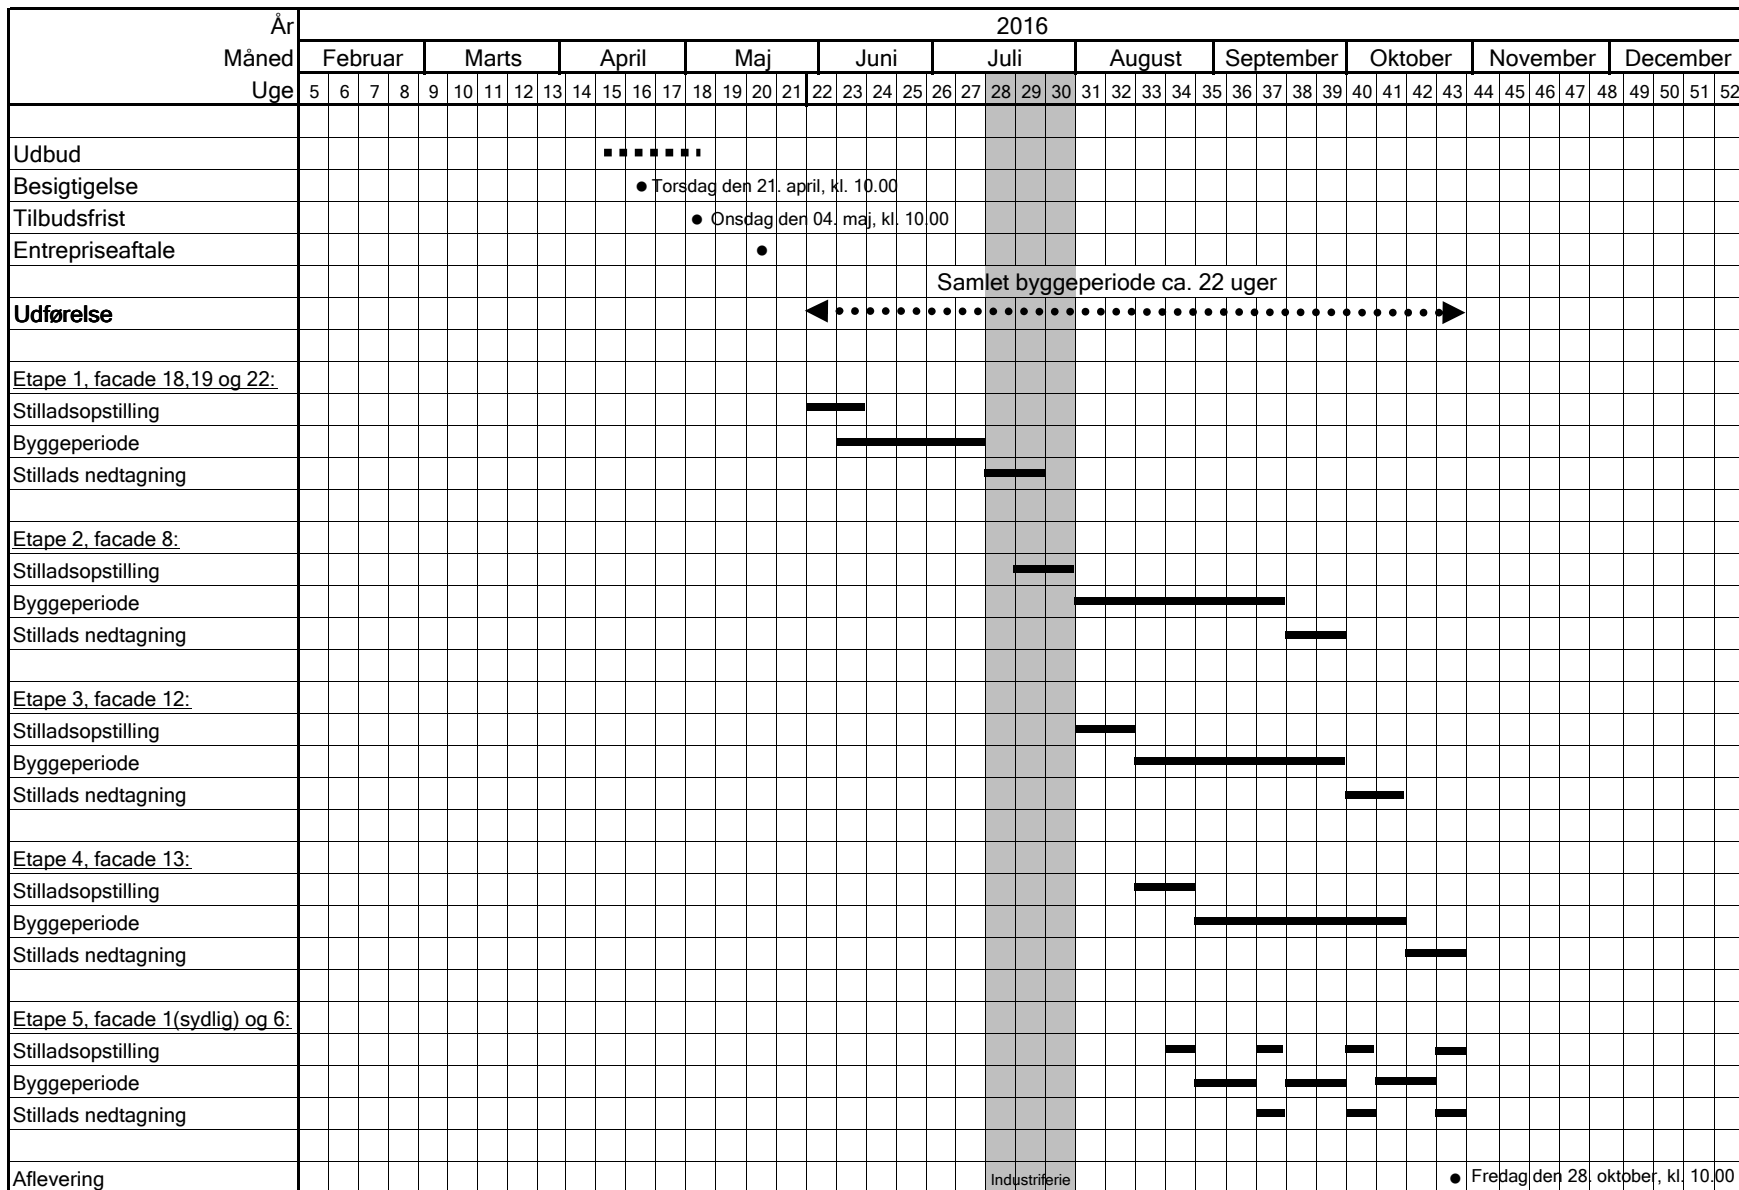 År 2016
Måned Februar Marts April Maj Juni Juli August September Oktober November December
Uge 5 6 7 8 9 10 11 12 13 14 15 16 17 18 19 20 21 22 23 24 25 26 27 28 29 30 31 32 33 34 35 36 37 38 39 40 41 42 43 44 45 46 47 48 49 50 51 52
Udbud
Besigtigelse Torsdag den 21. april, kl. 10.00
Tilbudsfrist Onsdag den 04. maj, kl. 10.00
Entrepriseaftale
Samlet byggeperiode ca. 22 uger
Udførelse
Etape 1, facade 18,19 og 22:
Stilladsopstilling
Byggeperiode
Stillads nedtagning
Etape 2, facade 8:
Stilladsopstilling
Byggeperiode
Stillads nedtagning
Etape 3, facade 12:
Stilladsopstilling
Byggeperiode
Stillads nedtagning
Etape 4, facade 13:
Stilladsopstilling
Byggeperiode
Stillads nedtagning
Etape 5, facade 1(sydlig) og 6:
Stilladsopstilling
Byggeperiode
Stillads nedtagning
Aflevering Industriferie Fredag den 28. oktober, kl. 10.00